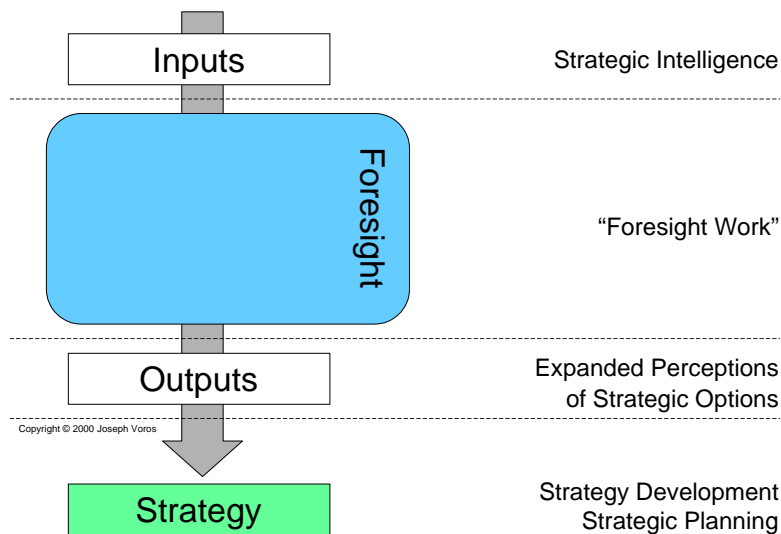 Inputs
Strategic Intelligence
Foresight
“Foresight Work”
Outputs
Expanded Perceptions
of Strategic Options
Copyright © 2000 Joseph Voros
Strategy
Strategy Development
Strategic Planning